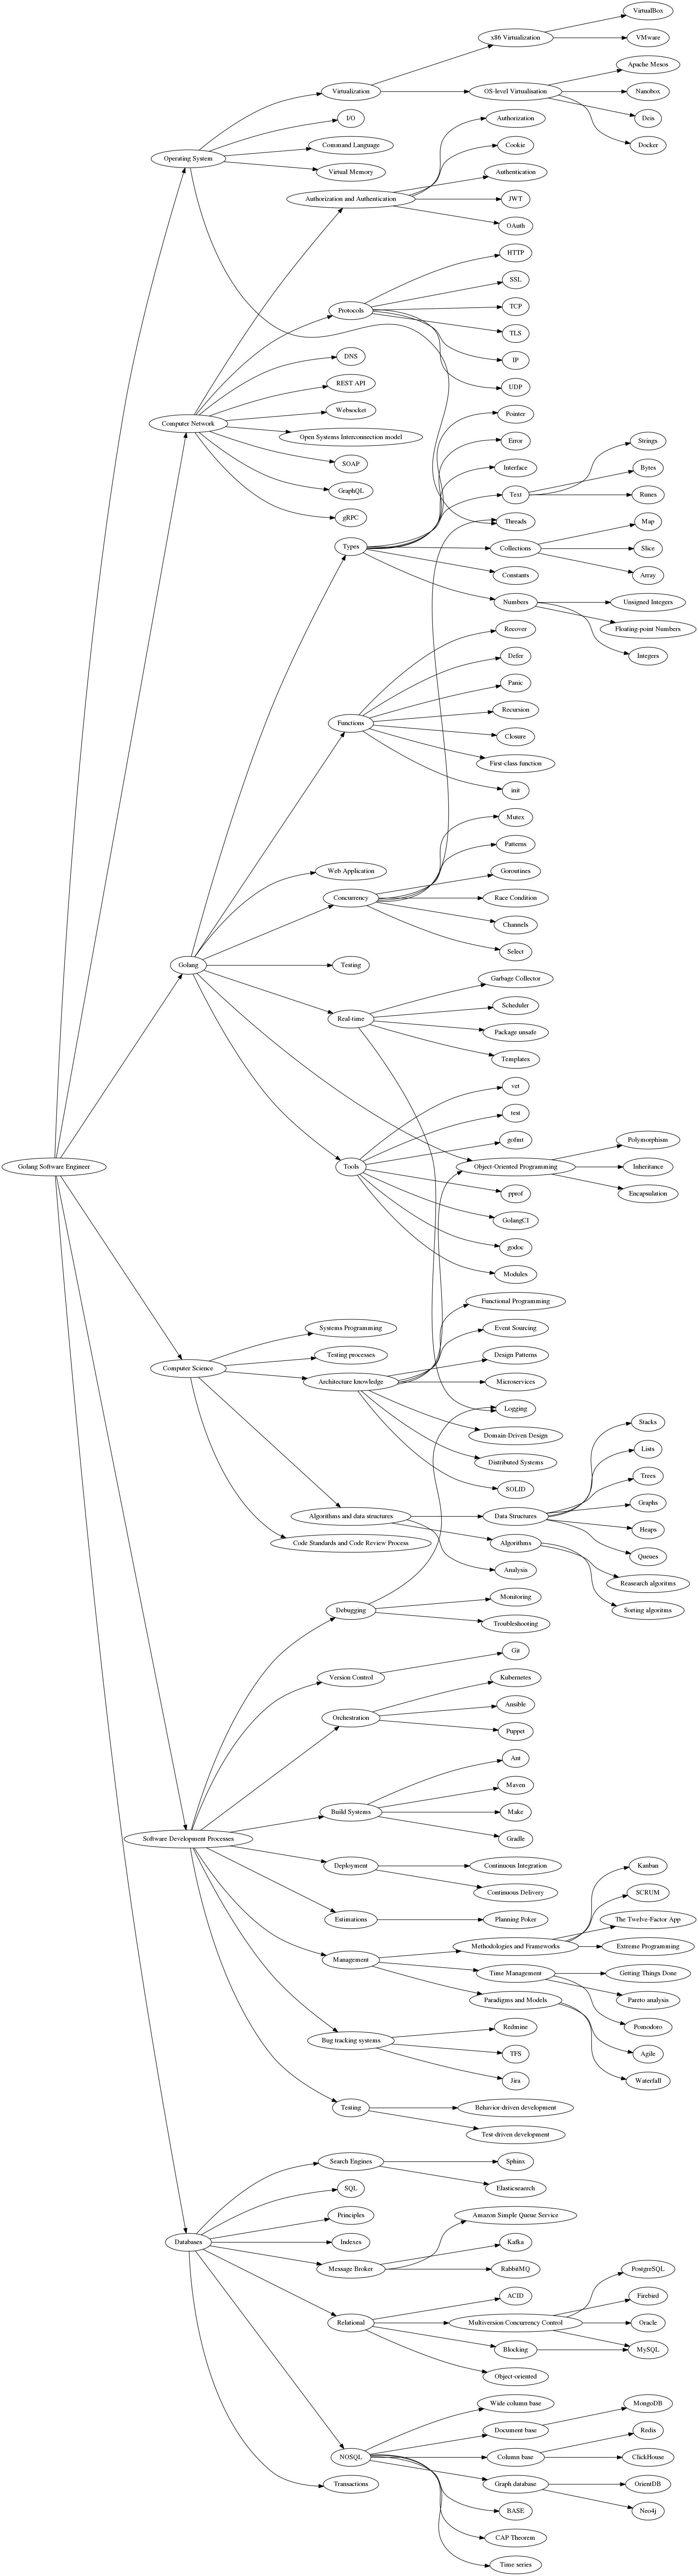 VirtualBox
x86 Virtualization
VMware
Apache Mesos
Virtualization
OS-level Virtualisation
Nanobox
I/O
Authorization
Deis
Command Language
Cookie
Docker
Operating System
Virtual Memory
Authentication
Authorization and Authentication
JWT
OAuth
HTTP
SSL
Protocols
TCP
TLS
DNS
IP
REST API
UDP
Websocket
Pointer
Computer Network
Open Systems Interconnection model
Error
Strings
SOAP
Interface
Bytes
GraphQL
Text
Runes
gRPC
Threads
Map
Types
Collections
Slice
Constants
Array
Numbers
Unsigned Integers
Recover
Floating-point Numbers
Defer
Integers
Panic
Recursion
Functions
Closure
First-class function
init
Mutex
Patterns
Web Application
Goroutines
Concurrency
Race Condition
Channels
Select
Golang
Testing
Garbage Collector
Scheduler
Real-time
Package unsafe
Templates
vet
test
gofmt
Polymorphism
Golang Software Engineer
Tools
Object-Oriented Programming
Inheritance
pprof
Encapsulation
GolangCI
godoc
Modules
Functional Programming
Systems Programming
Event Sourcing
Testing processes
Design Patterns
Computer Science
Architecture knowledge
Microservices
Logging
Stacks
Domain-Driven Design
Lists
Distributed Systems
Trees
SOLID
Graphs
Algorithms and data structures
Data Structures
Heaps
Code Standards and Code Review Process
Algorithms
Queues
Analysis
Reasearch algoritms
Monitoring
Debugging
Sorting algoritms
Troubleshooting
Git
Version Control
Kubernetes
Ansible
Orchestration
Puppet
Ant
Maven
Build Systems
Make
Software Development Processes
Gradle
Deployment
Continuous Integration
Kanban
Continuous Delivery
SCRUM
Estimations
Planning Poker
The Twelve-Factor App
Methodologies and Frameworks
Extreme Programming
Management
Time Management
Getting Things Done
Paradigms and Models
Pareto analysis
Redmine
Pomodoro
Bug tracking systems
TFS
Agile
Jira
Waterfall
Testing
Behavior-driven development
Test-driven development
Search Engines
Sphinx
SQL
Elasticsearch
Principles
Amazon Simple Queue Service
Databases
Indexes
Kafka
Message Broker
RabbitMQ
PostgreSQL
ACID
Firebird
Relational
Multiversion Concurrency Control
Oracle
Blocking
MySQL
Object-oriented
Wide column base
MongoDB
Document base
Redis
NOSQL
Column base
ClickHouse
Transactions
Graph database
OrientDB
BASE
Neo4j
CAP Theorem
Time series